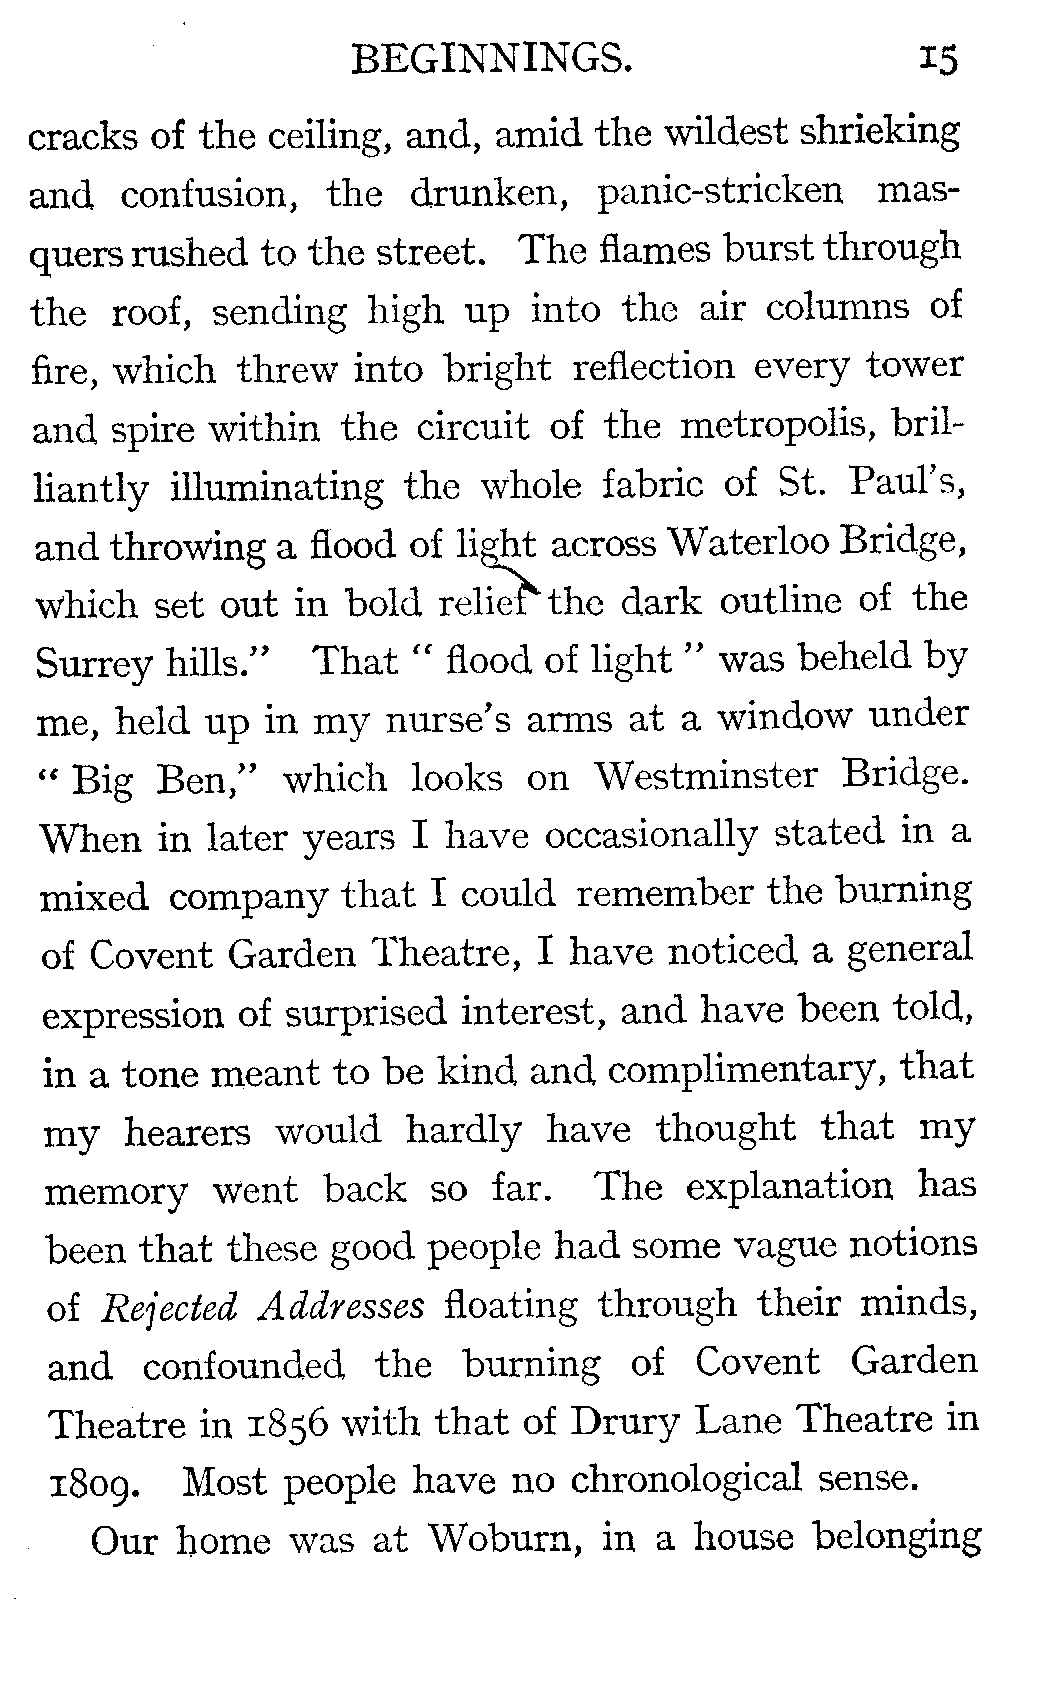 BEGINNINGS. 15
cracks of the ceiling, and, amid the wildest shrieking
and confusion, the drunken, panic-stricken mas-
quers rushed to the street. The flames burst through
the roof, sending high up into the air columns of
fire, which threw into bright reflection every tower
and spire within the circuit of the metropolis, bril-
liantly illuminating the whole fabric of St. Paul's,
and throwing a flood of light across Waterloo Bridge,
which set out in bold relief the dark outline of the
Surrey hills." That " flood of light " was beheld by
me, held up in my nurse's arms at a window under
" Big Ben," which looks on Westminster Bridge.
When in later years I have occasionally stated in a
mixed company that I could remember the burning
of Covent Garden Theatre, I have noticed a general
expression of surprised interest, and have been told,
in a tone meant to be kind and complimentary, that
my hearers would hardly have thought that my
memory went back so far. The explanation has
been that these good people had some vague notions
of Rejected Addresses floating through their minds,
and confounded the burning of Covent Garden
Theatre in 1856 with that of Drury Lane Theatre in
1809. Most people have no chronological sense.
Our home was at Woburn, in a house belonging